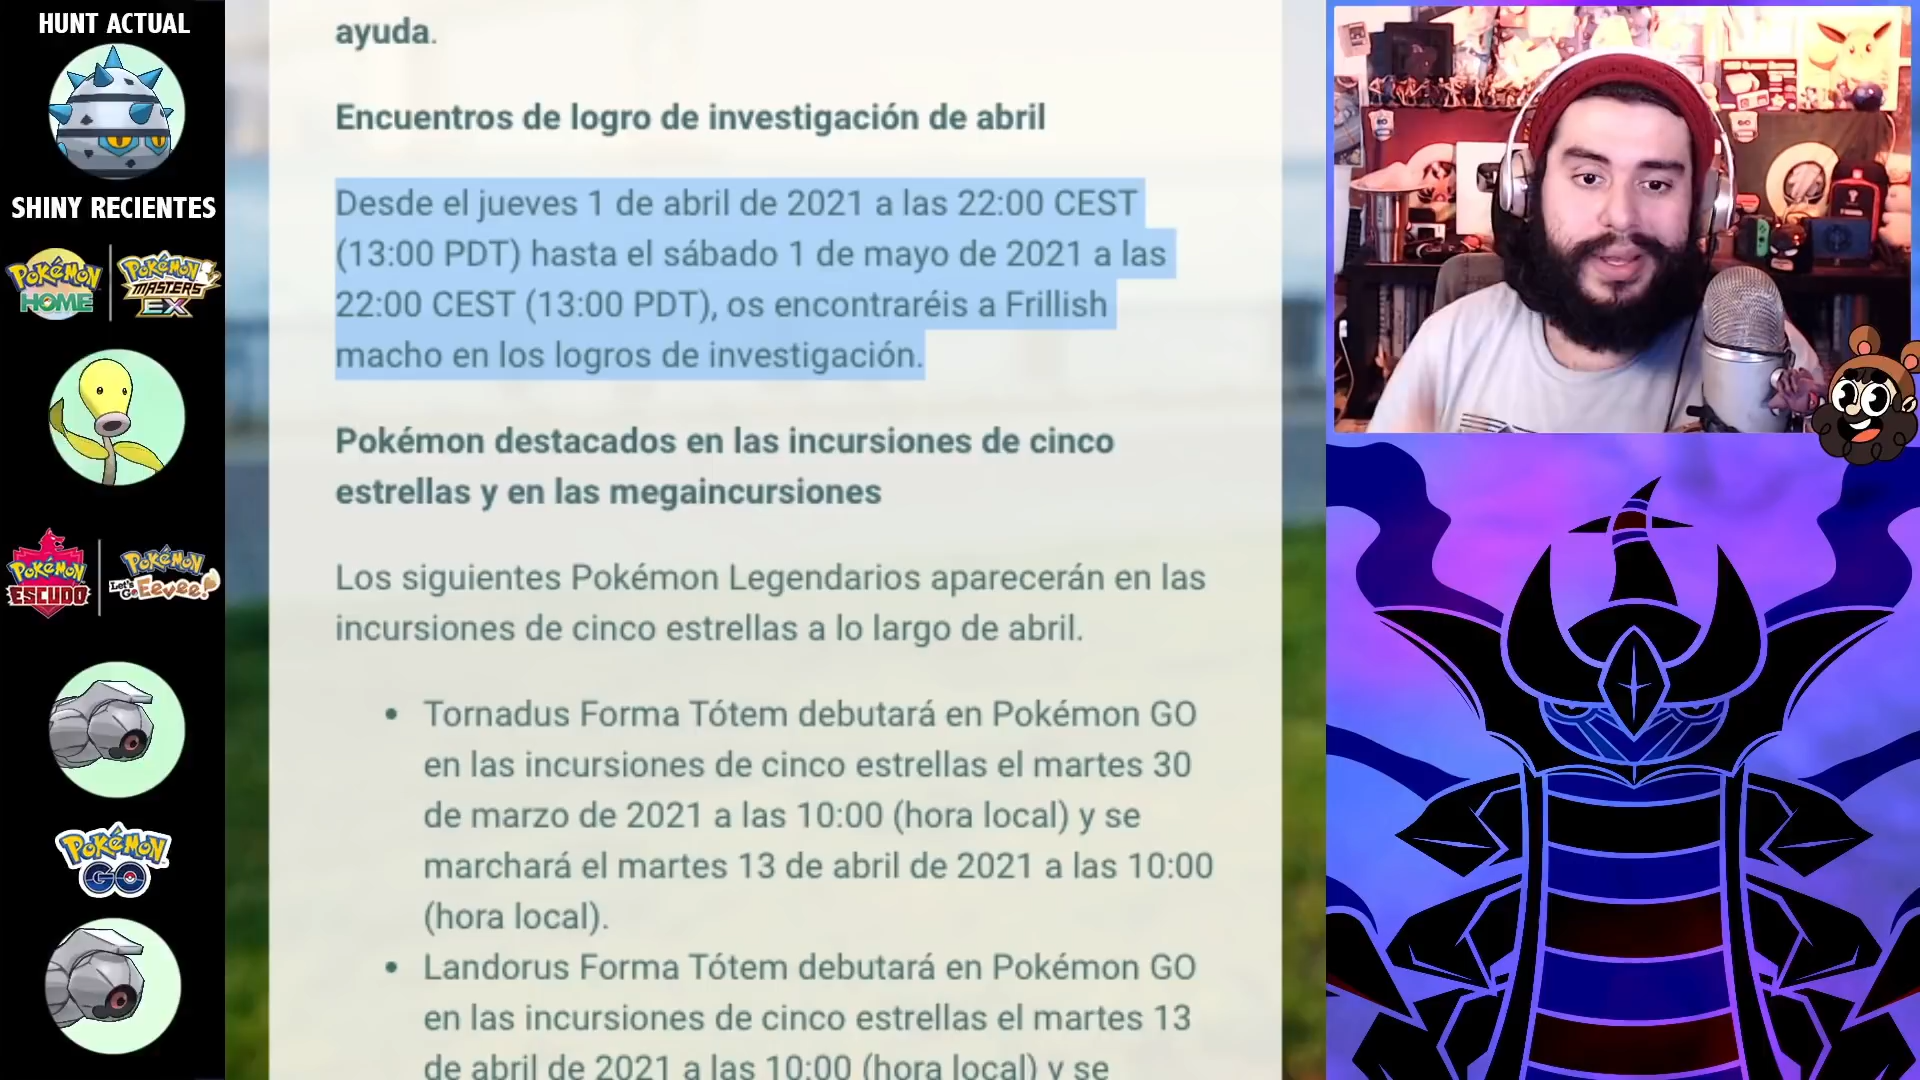 HUNT ACTUAL
SHINY RECIENTES
POKéMON
HOME
POKéMON
MASTERS
EX
POKéMON
ESCUDO
POKéMON
Let's Go Eevee!
POKéMON
GO
ayuda.
Encuentros de logro de investigación de abril
Desde el jueves 1 de abril de 2021 a las 22:00 CEST
(13:00 PDT) hasta el sábado 1 de mayo de 2021 a las
22:00 CEST (13:00 PDT), os encontraréis a Frillish
macho en los logros de investigación.
Pokémon destacados en las incursiones de cinco
estrellas y en las megaincursiones
Los siguientes Pokémon Legendarios aparecerán en las
incursiones de cinco estrellas a lo largo de abril.
• Tornadus Forma Tótem debutará en Pokémon GO
en las incursiones de cinco estrellas el martes 30
de marzo de 2021 a las 10:00 (hora local) y se
marchará el martes 13 de abril de 2021 a las 10:00
(hora local).
• Landorus Forma Tótem debutará en Pokémon GO
en las incursiones de cinco estrellas el martes 13
de abril de 2021 a las 10:00 (hora local) y se